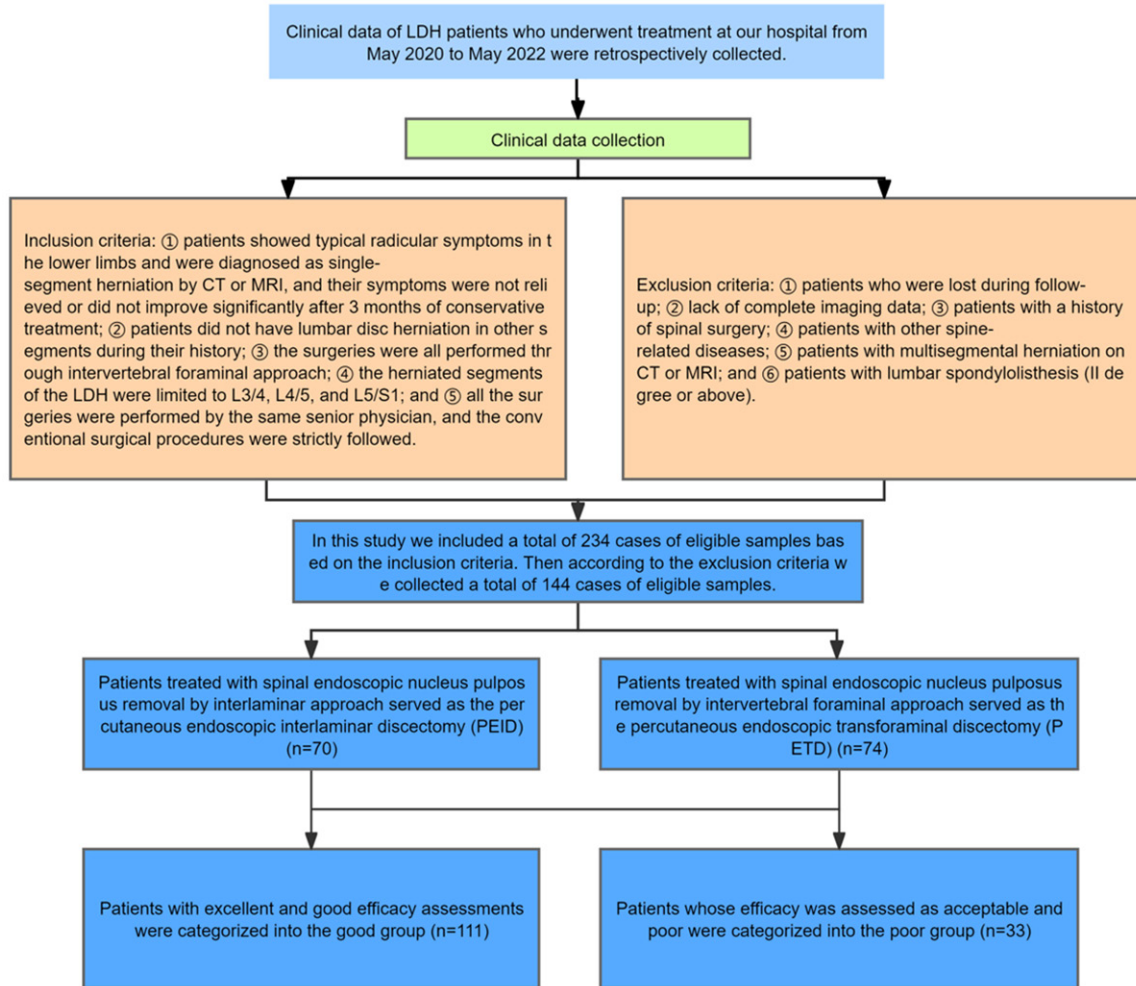 Clinical data of LDH patients who underwent treatment at our hospital from
May 2020 to May 2022 were retrospectively collected.
Clinical data collection
Inclusion criteria: ① patients showed typical radicular symptoms in t
he lower limbs and were diagnosed as single-
segment herniation by CT or MRI, and their symptoms were not reli
eved or did not improve significantly after 3 months of conservative
treatment; ② patients did not have lumbar disc herniation in other s
egments during their history; ③ the surgeries were all performed thr
ough intervertebral foraminal approach; ④ the herniated segments
of the LDH were limited to L3/4, L4/5, and L5/S1; and ⑤ all the sur
geries were performed by the same senior physician, and the conv
entional surgical procedures were strictly followed.
Exclusion criteria: ① patients who were lost during follow-
up; ② lack of complete imaging data; ③ patients with a history
of spinal surgery; ④ patients with other spine-
related diseases; ⑤ patients with multisegmental herniation on
CT or MRI; and ⑥ patients with lumbar spondylolisthesis (II de
gree or above).
In this study we included a total of 234 cases of eligible samples bas
ed on the inclusion criteria. Then according to the exclusion criteria w
e collected a total of 144 cases of eligible samples.
Patients treated with spinal endoscopic nucleus pulpos
us removal by interlaminar approach served as the per
cutaneous endoscopic interlaminar discectomy (PEID)
(n=70)
Patients treated with spinal endoscopic nucleus pulposus
removal by intervertebral foraminal approach served as th
e percutaneous endoscopic transforaminal discectomy (P
ETD) (n=74)
Patients with excellent and good efficacy assessments
were categorized into the good group (n=111)
Patients whose efficacy was assessed as acceptable and
poor were categorized into the poor group (n=33)